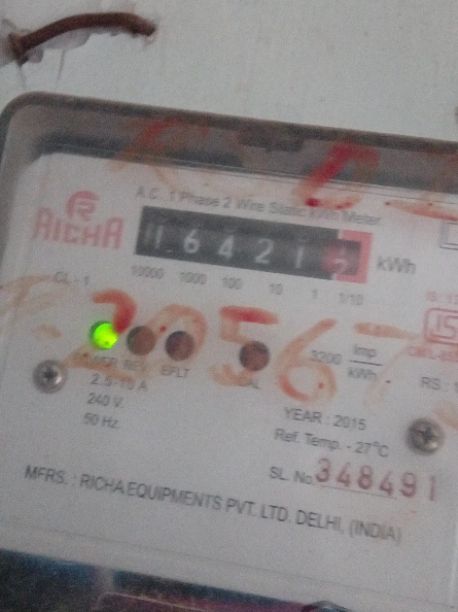 A.C. 1 Phase 2 Wire Static kWh Meter
RICHA
1 6 4 2 1
kWh
10000 1000 100 10 1 1/10
CL - 1
2056
3200 Imp
kWh
REV EFLT CAL
2.5-10 A
240 V.
50 Hz.
RS -
YEAR : 2015
Ref. Temp. - 27°C
SL. No. 348491
MFRS. : RICHA EQUIPMENTS PVT. LTD. DELHI, (INDIA)